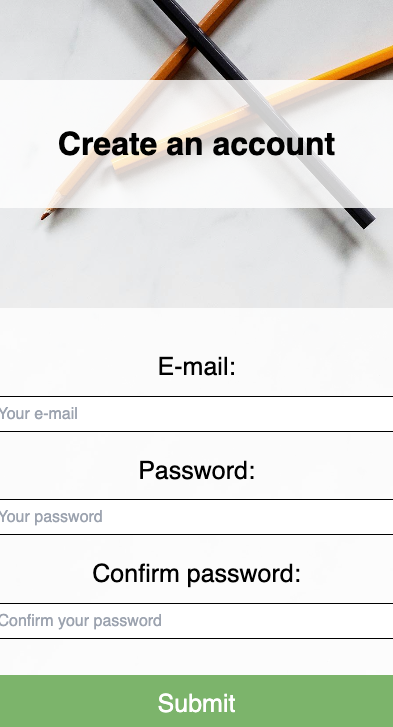 Create an account
E-mail:
Your e-mail
Password:
Your password
Confirm password:
Confirm your password
Submit